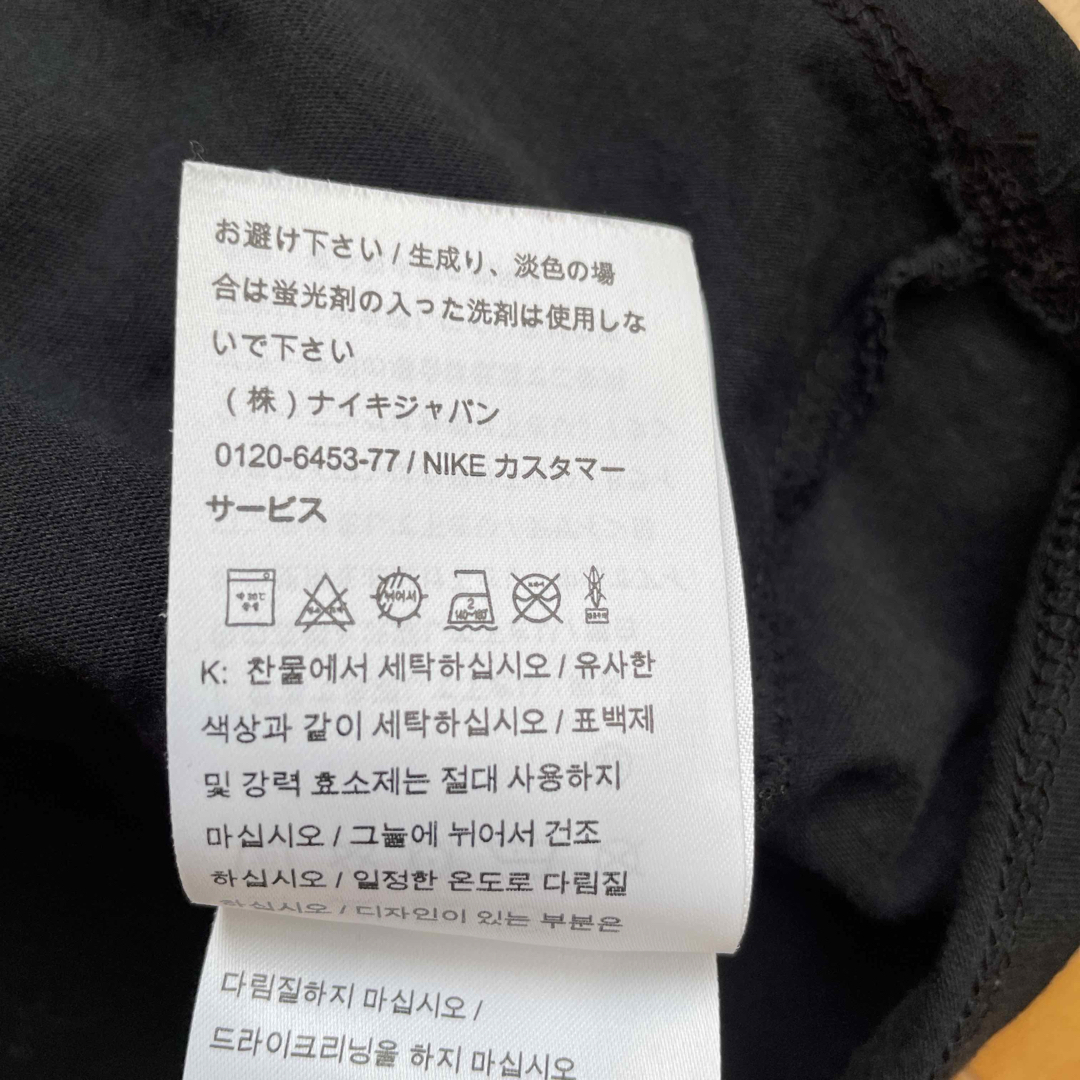 お避け下さい / 生成り、淡色の場
合は蛍光剤の入った洗剤は使用しな
いで下さい
( 株 ) ナイキジャパン
0120-6453-77 / NIKE カスタマー
サービス
2
140~160℃
K: 찬물에서 세탁하십시오 / 유사한
색상과 같이 세탁하십시오 / 표백제
및 강력 효소제는 절대 사용하지
마십시오 / 그늘에 뉘어서 건조
하십시오 / 일정한 온도로 다림질
하십시오 / 디자인이 있는 부분은
다림질하지 마십시오 /
드라이크리닝을 하지 마십시오